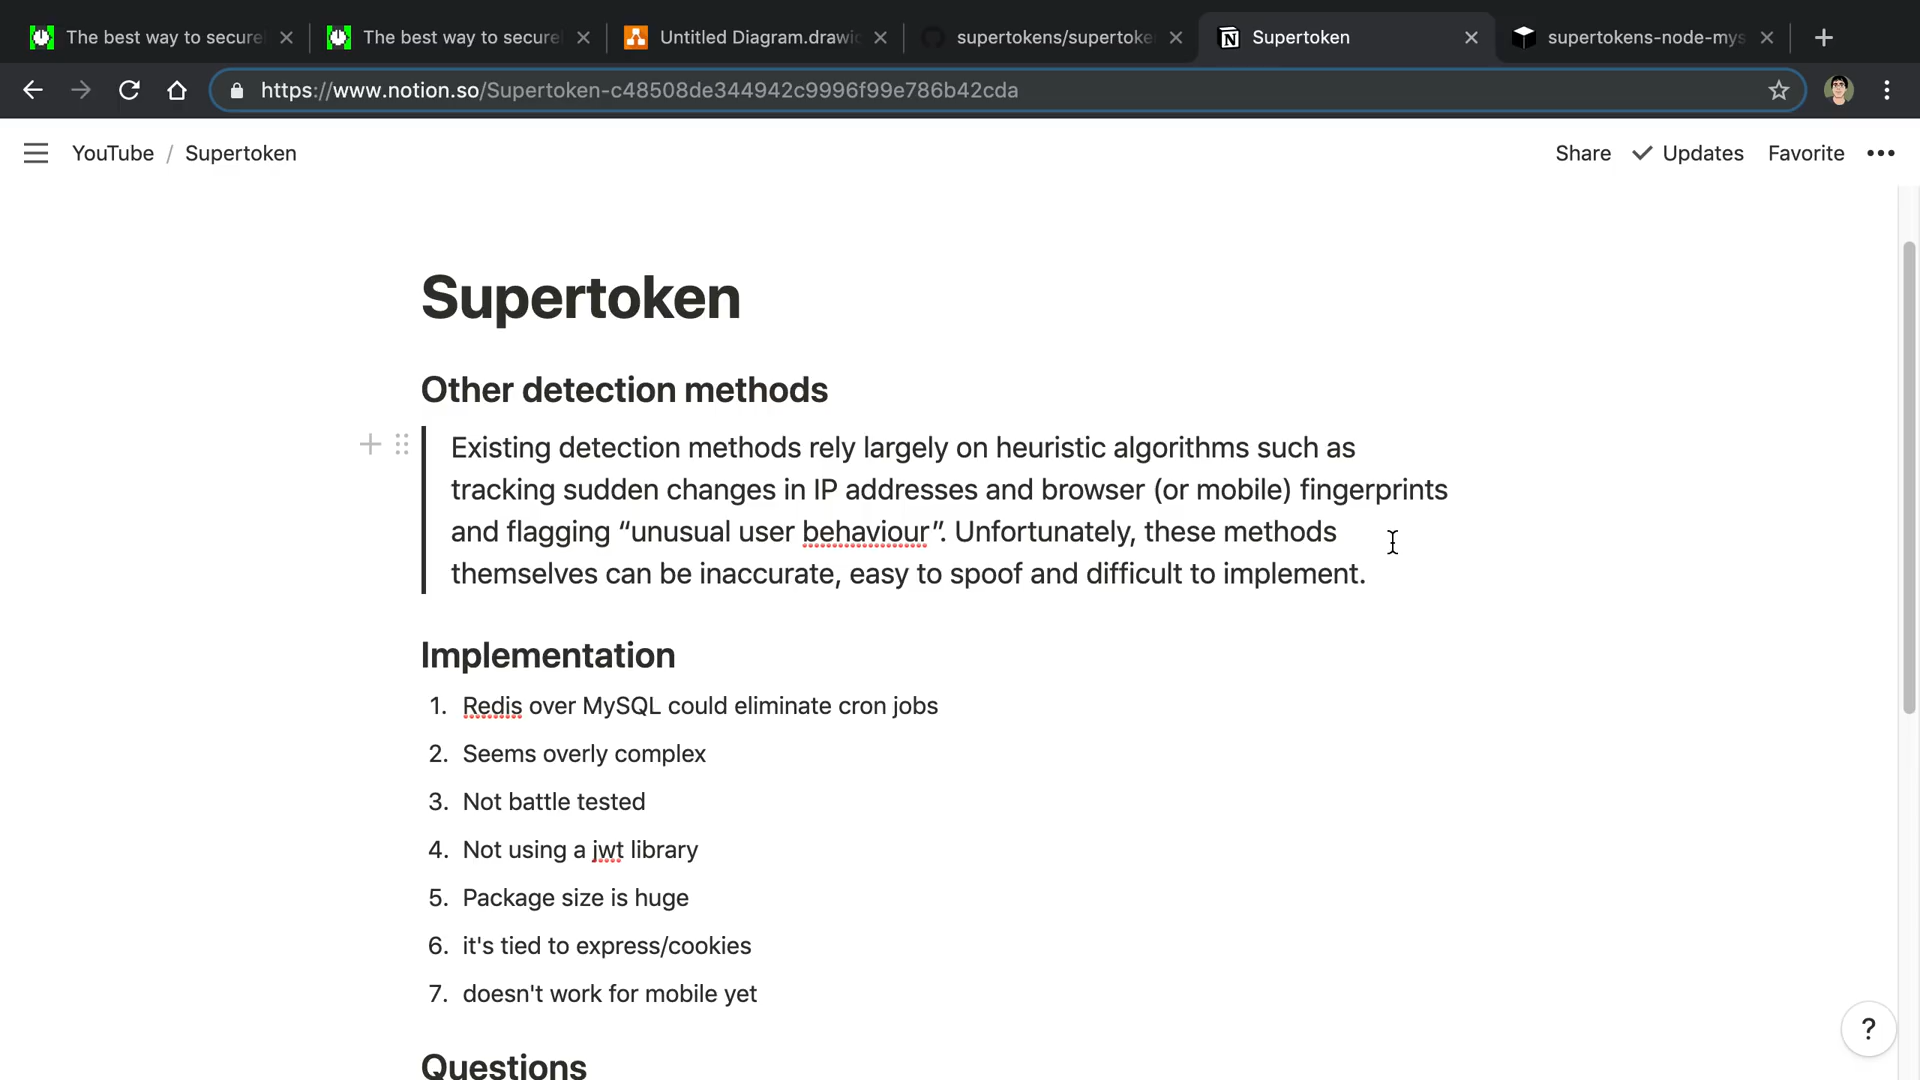 The best way to secure
The best way to secure
Untitled Diagram.drawio
supertokens/supertoke
Supertoken
supertokens-node-mys
https://www.notion.so/Supertoken-c48508de344942c9996f99e786b42cda
YouTube / Supertoken
Share
Updates
Favorite
Supertoken
Other detection methods
Existing detection methods rely largely on heuristic algorithms such as
tracking sudden changes in IP addresses and browser (or mobile) fingerprints
and flagging “unusual user behaviour”. Unfortunately, these methods
themselves can be inaccurate, easy to spoof and difficult to implement.
Implementation
1. Redis over MySQL could eliminate cron jobs
2. Seems overly complex
3. Not battle tested
4. Not using a jwt library
5. Package size is huge
6. it's tied to express/cookies
7. doesn't work for mobile yet
Questions
?